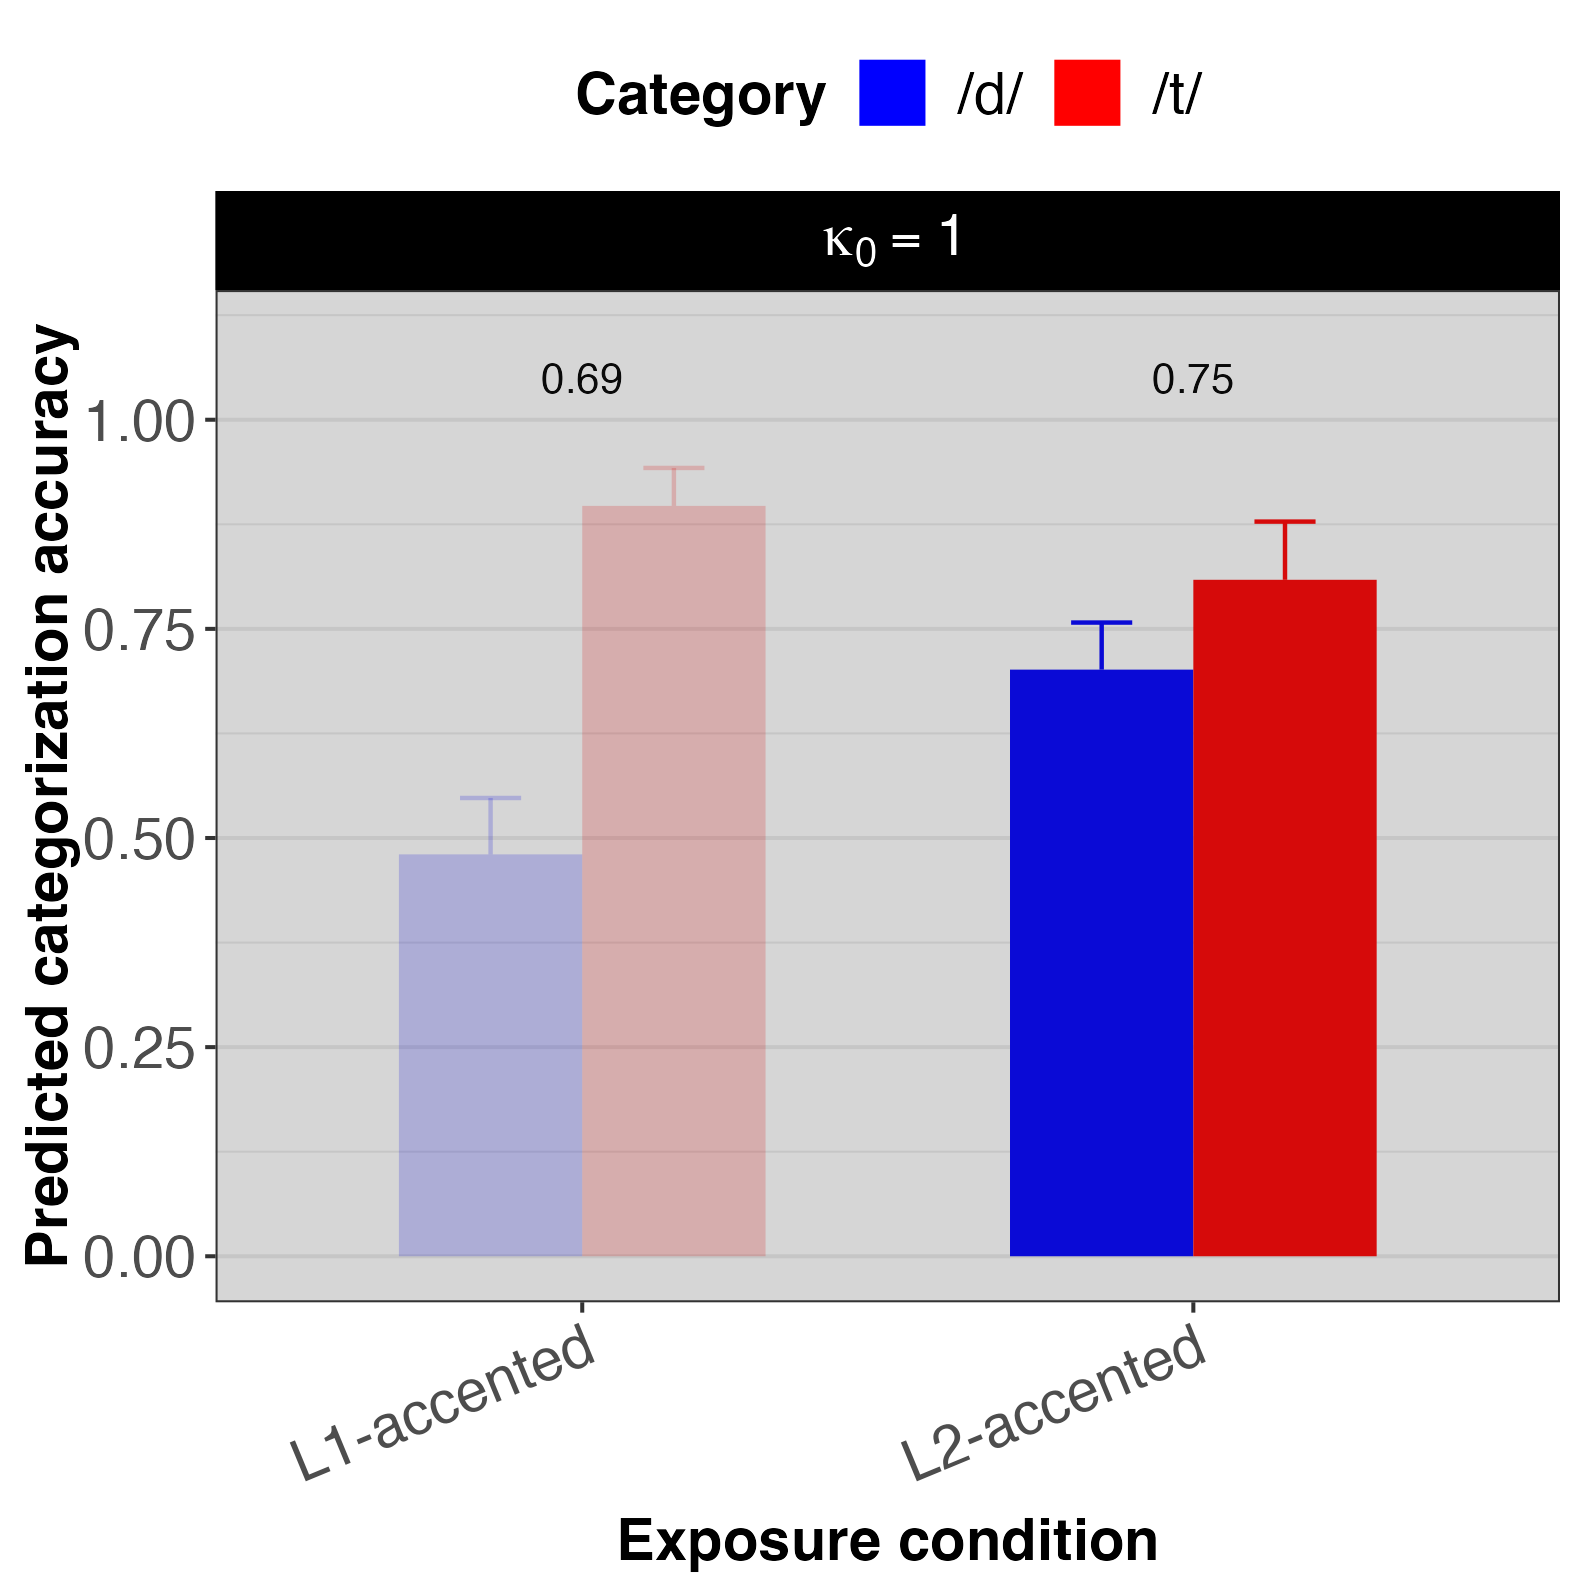 Category /d/ /t/
κ₀ = 1
0.69 0.75
Predicted categorization accuracy
1.00
0.75
0.50
0.25
0.00
L1-accented L2-accented
Exposure condition